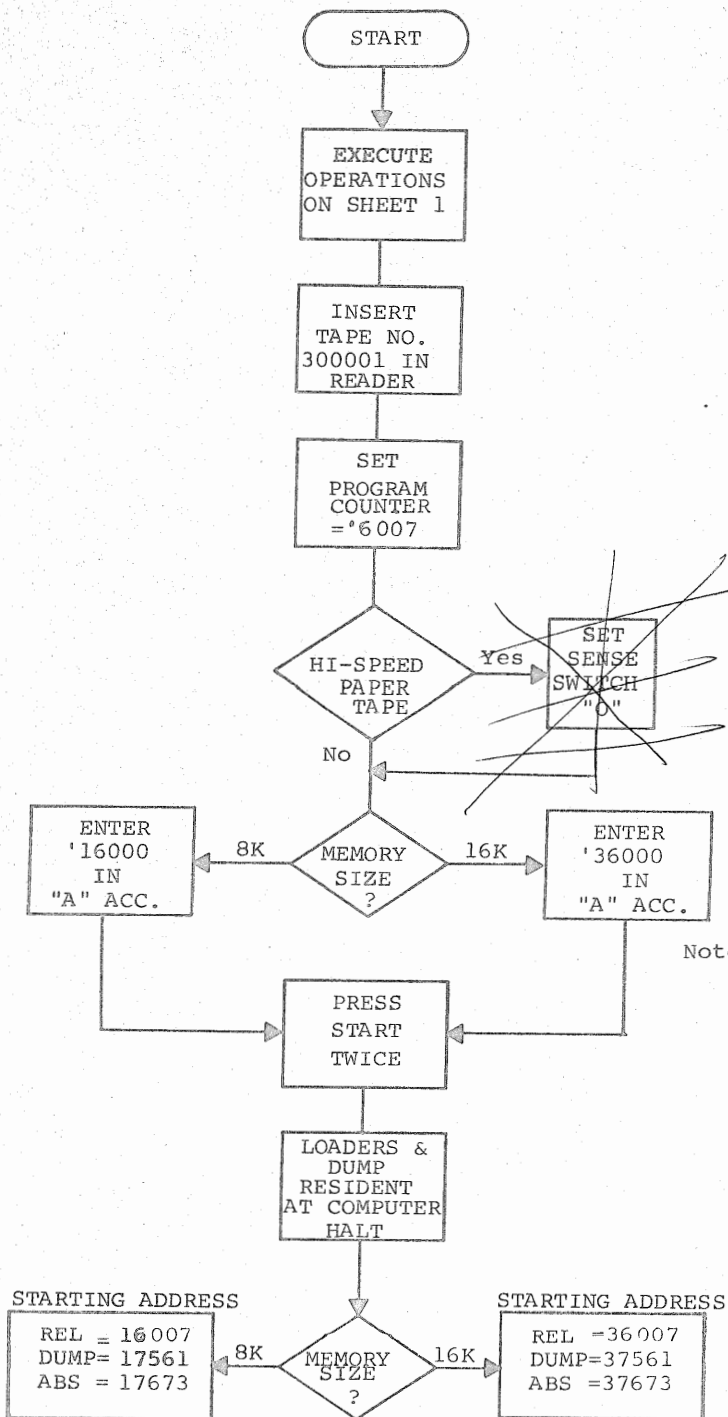 START
EXECUTE
OPERATIONS
ON SHEET 1
INSERT
TAPE NO.
300001 IN
READER
SET
PROGRAM
COUNTER
='6007
HI-SPEED
PAPER
TAPE
Yes
SET
SENSE
SWITCH
"O"
No
ENTER
'16000
IN
"A" ACC.
8K
MEMORY
SIZE
?
16K
ENTER
'36000
IN
"A" ACC.
Not
PRESS
START
TWICE
LOADERS &
DUMP
RESIDENT
AT COMPUTER
HALT
STARTING ADDRESS
REL = 16007
DUMP= 17561
ABS = 17673
8K
MEMORY
SIZE
?
16K
STARTING ADDRESS
REL =36007
DUMP=37561
ABS =37673